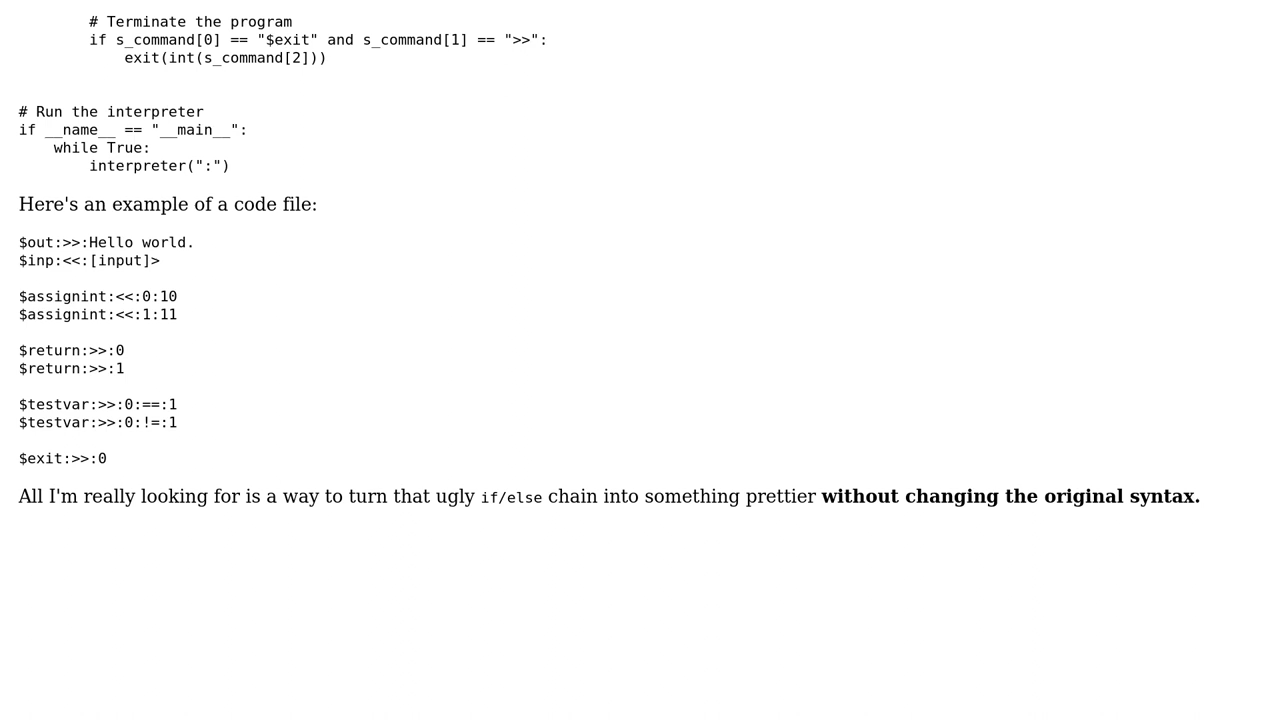 # Terminate the program
        if s_command[0] == "$exit" and s_command[1] == ">>":
            exit(int(s_command[2]))
# Run the interpreter
if __name__ == "__main__":
    while True:
        interpreter(":")
Here's an example of a code file:
$out:>>:Hello world.
$inp:<<:[input]>
$assignint:<<:0:10
$assignint:<<:1:11
$return:>>:0
$return:>>:1
$testvar:>>:0:==:1
$testvar:>>:0:!=:1
$exit:>>:0
All I'm really looking for is a way to turn that ugly if/else chain into something prettier without changing the original syntax.